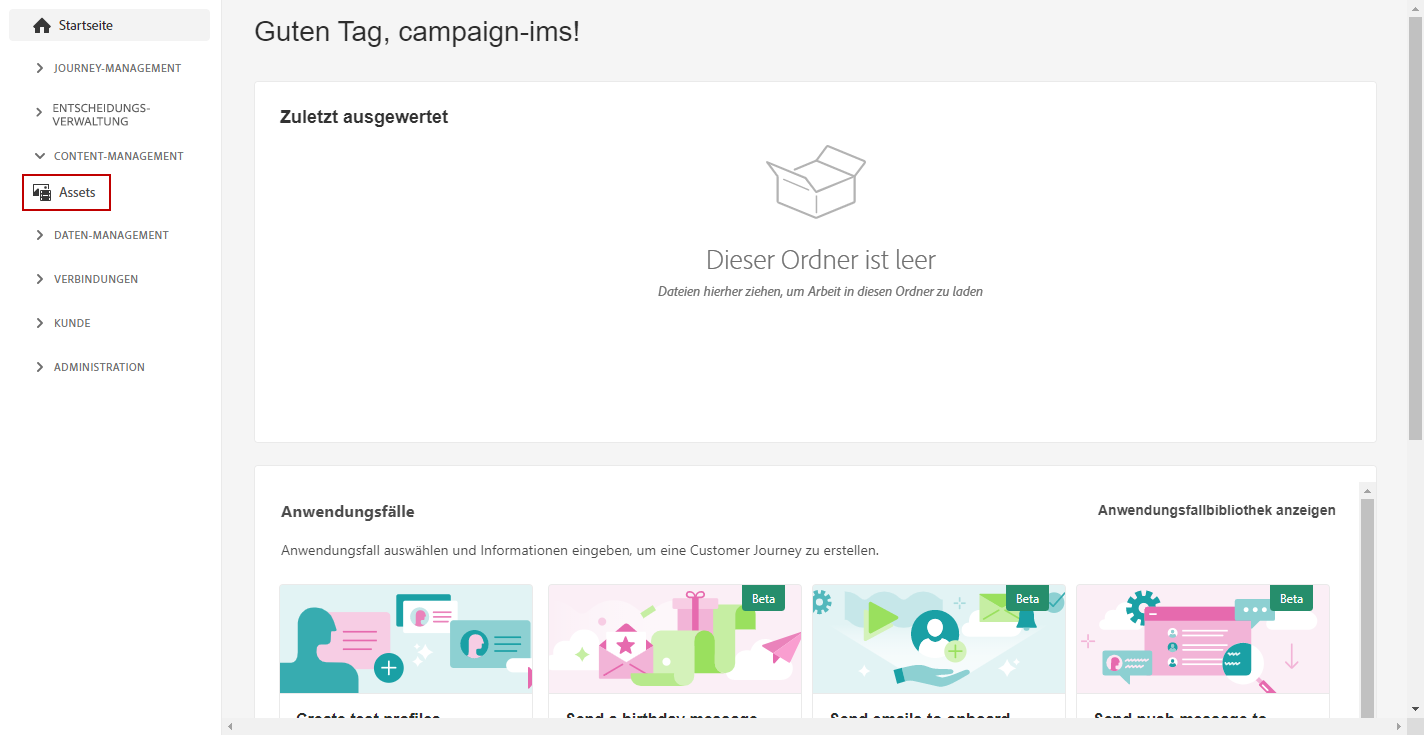 Startseite
JOURNEY-MANAGEMENT
ENTSCHEIDUNGS-
VERWALTUNG
CONTENT-MANAGEMENT
Assets
DATEN-MANAGEMENT
VERBINDUNGEN
KUNDE
ADMINISTRATION
Guten Tag, campaign-ims!
Zuletzt ausgewertet
Dieser Ordner ist leer
Dateien hierher ziehen, um Arbeit in diesen Ordner zu laden
Anwendungsfälle
Anwendungsfallbibliothek anzeigen
Anwendungsfall auswählen und Informationen eingeben, um eine Customer Journey zu erstellen.
Beta
Beta
Beta
Create test profiles
Send a birthday message
Send emails to onboard
Send push message to